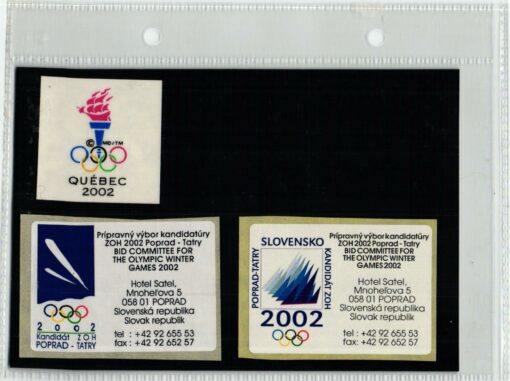 © MD/TM
QUÉBEC
2002
Prípravný výbor kandidatúry
ZOH 2002 Poprad - Tatry
BID COMMITTEE FOR
THE OLYMPIC WINTER
GAMES 2002
Hotel Satel,
Mnoheľova 5
058 01 POPRAD
Slovenská republika
Slovak republik
tel : +42 92 655 53
fax : +42 92 652 57
2002
Kandidát ZOH
POPRAD - TATRY
Prípravný výbor kandidatúry
ZOH 2002 Poprad - Tatry
BID COMMITTEE FOR
THE OLYMPIC WINTER
GAMES 2002
Hotel Satel,
Mnoheľova 5
058 01 POPRAD
Slovenská republika
Slovak republik
tel : +42 92 655 53
fax : +42 92 652 57
SLOVENSKO
POPRAD-TATRY
KANDIDÁT ZOH
2002